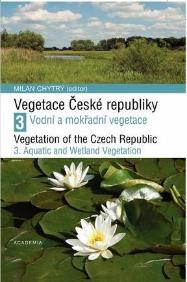 MILAN CHYTRÝ (editor)
Vegetace České republiky
3 Vodní a mokřadní vegetace
Vegetation of the Czech Republic
3. Aquatic and Wetland Vegetation
ACADEMIA